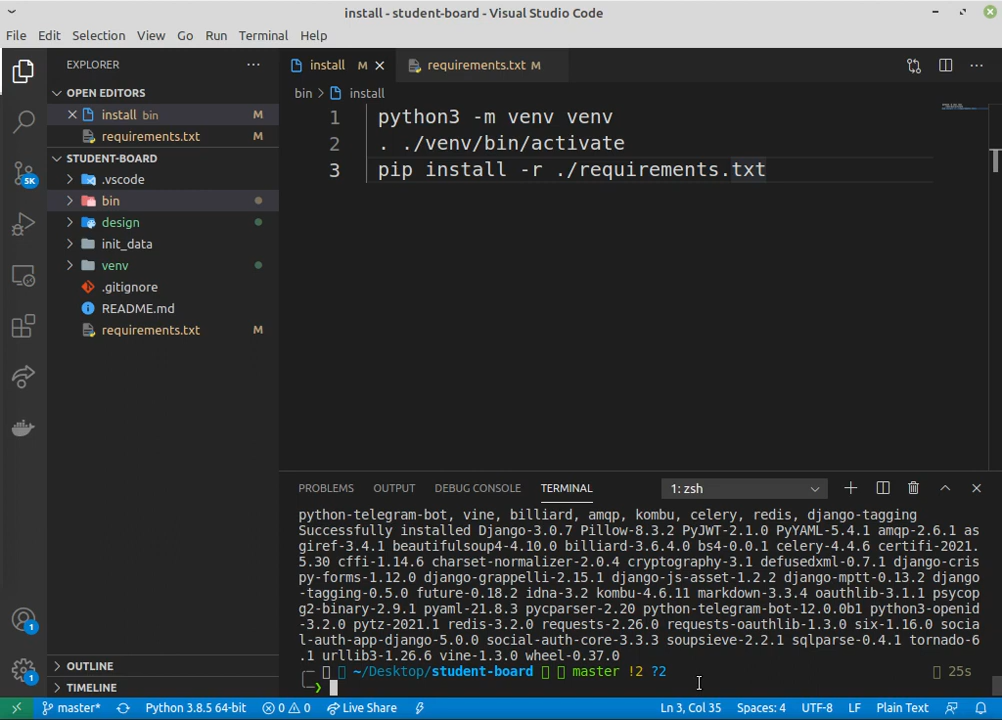 install - student-board - Visual Studio Code
File Edit Selection View Go Run Terminal Help
EXPLORER ···
OPEN EDITORS
install bin M
requirements.txt M
STUDENT-BOARD
.vscode
bin
design
init_data
venv
.gitignore
README.md
requirements.txt M
OUTLINE
TIMELINE
5K
1
1
install M
requirements.txt M
bin > install
1 python3 -m venv venv
2 . ./venv/bin/activate
3 pip install -r ./requirements.txt
PROBLEMS OUTPUT DEBUG CONSOLE TERMINAL 1: zsh
python-telegram-bot, vine, billiard, amqp, kombu, celery, redis, django-tagging
Successfully installed Django-3.0.7 Pillow-8.3.2 PyJWT-2.1.0 PyYAML-5.4.1 amqp-2.6.1 as
giref-3.4.1 beautifulsoup4-4.10.0 billiard-3.6.4.0 bs4-0.0.1 celery-4.4.6 certifi-2021.
5.30 cffi-1.14.6 charset-normalizer-2.0.4 cryptography-3.1 defusedxml-0.7.1 django-cris
py-forms-1.12.0 django-grappelli-2.15.1 django-js-asset-1.2.2 django-mptt-0.13.2 django
-tagging-0.5.0 future-0.18.2 idna-3.2 kombu-4.6.11 markdown-3.3.4 oauthlib-3.1.1 psycop
g2-binary-2.9.1 pyaml-21.8.3 pycparser-2.20 python-telegram-bot-12.0.0b1 python3-openid
-3.2.0 pytz-2021.1 redis-3.2.0 requests-2.26.0 requests-oauthlib-1.3.0 six-1.16.0 socia
l-auth-app-django-5.0.0 social-auth-core-3.3.3 soupsieve-2.2.1 sqlparse-0.4.1 tornado-6
.1 urllib3-1.26.6 vine-1.3.0 wheel-0.37.0
~/Desktop/student-board master !2 ?2 25s
master* Python 3.8.5 64-bit 0 0 Live Share Ln 3, Col 35 Spaces: 4 UTF-8 LF Plain Text